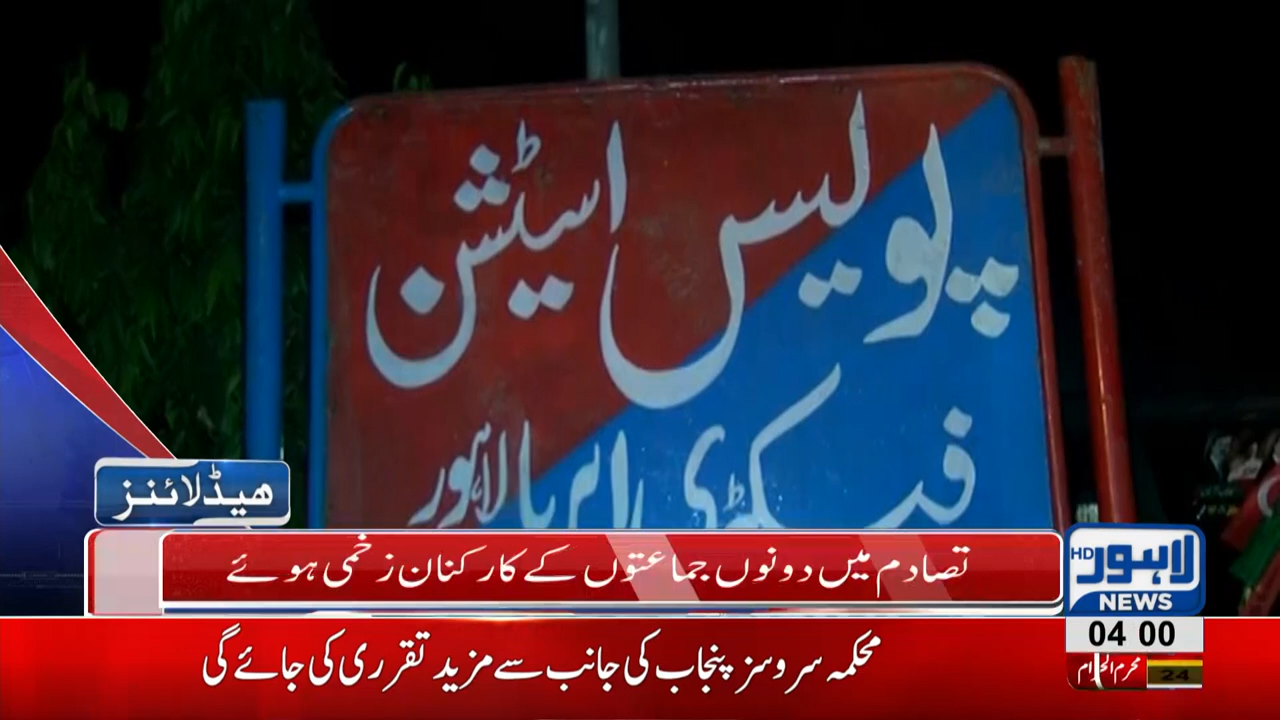 پولیس اسٹیشن
فیکٹری ایریا لاہور
ھیڈلائنز
تصادم میں دونوں جماعتوں کے کارکنان زخمی ہوئے
HD لاہور
NEWS
04 00
محرم الحرام 24
محکمہ سروسز پنجاب کی جانب سے مزید تقرری کی جائے گی